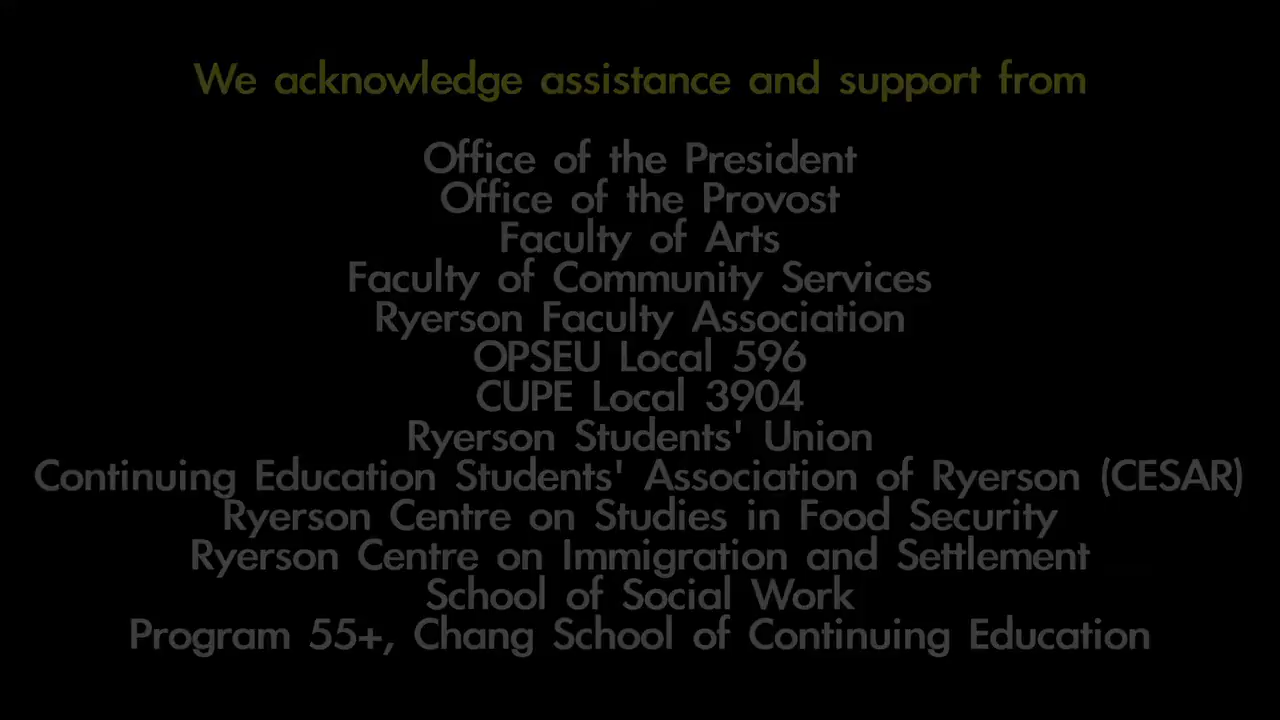 We acknowledge assistance and support from
Office of the President
Office of the Provost
Faculty of Arts
Faculty of Community Services
Ryerson Faculty Association
OPSEU Local 596
CUPE Local 3904
Ryerson Students' Union
Continuing Education Students' Association of Ryerson (CESAR)
Ryerson Centre on Studies in Food Security
Ryerson Centre on Immigration and Settlement
School of Social Work
Program 55+, Chang School of Continuing Education